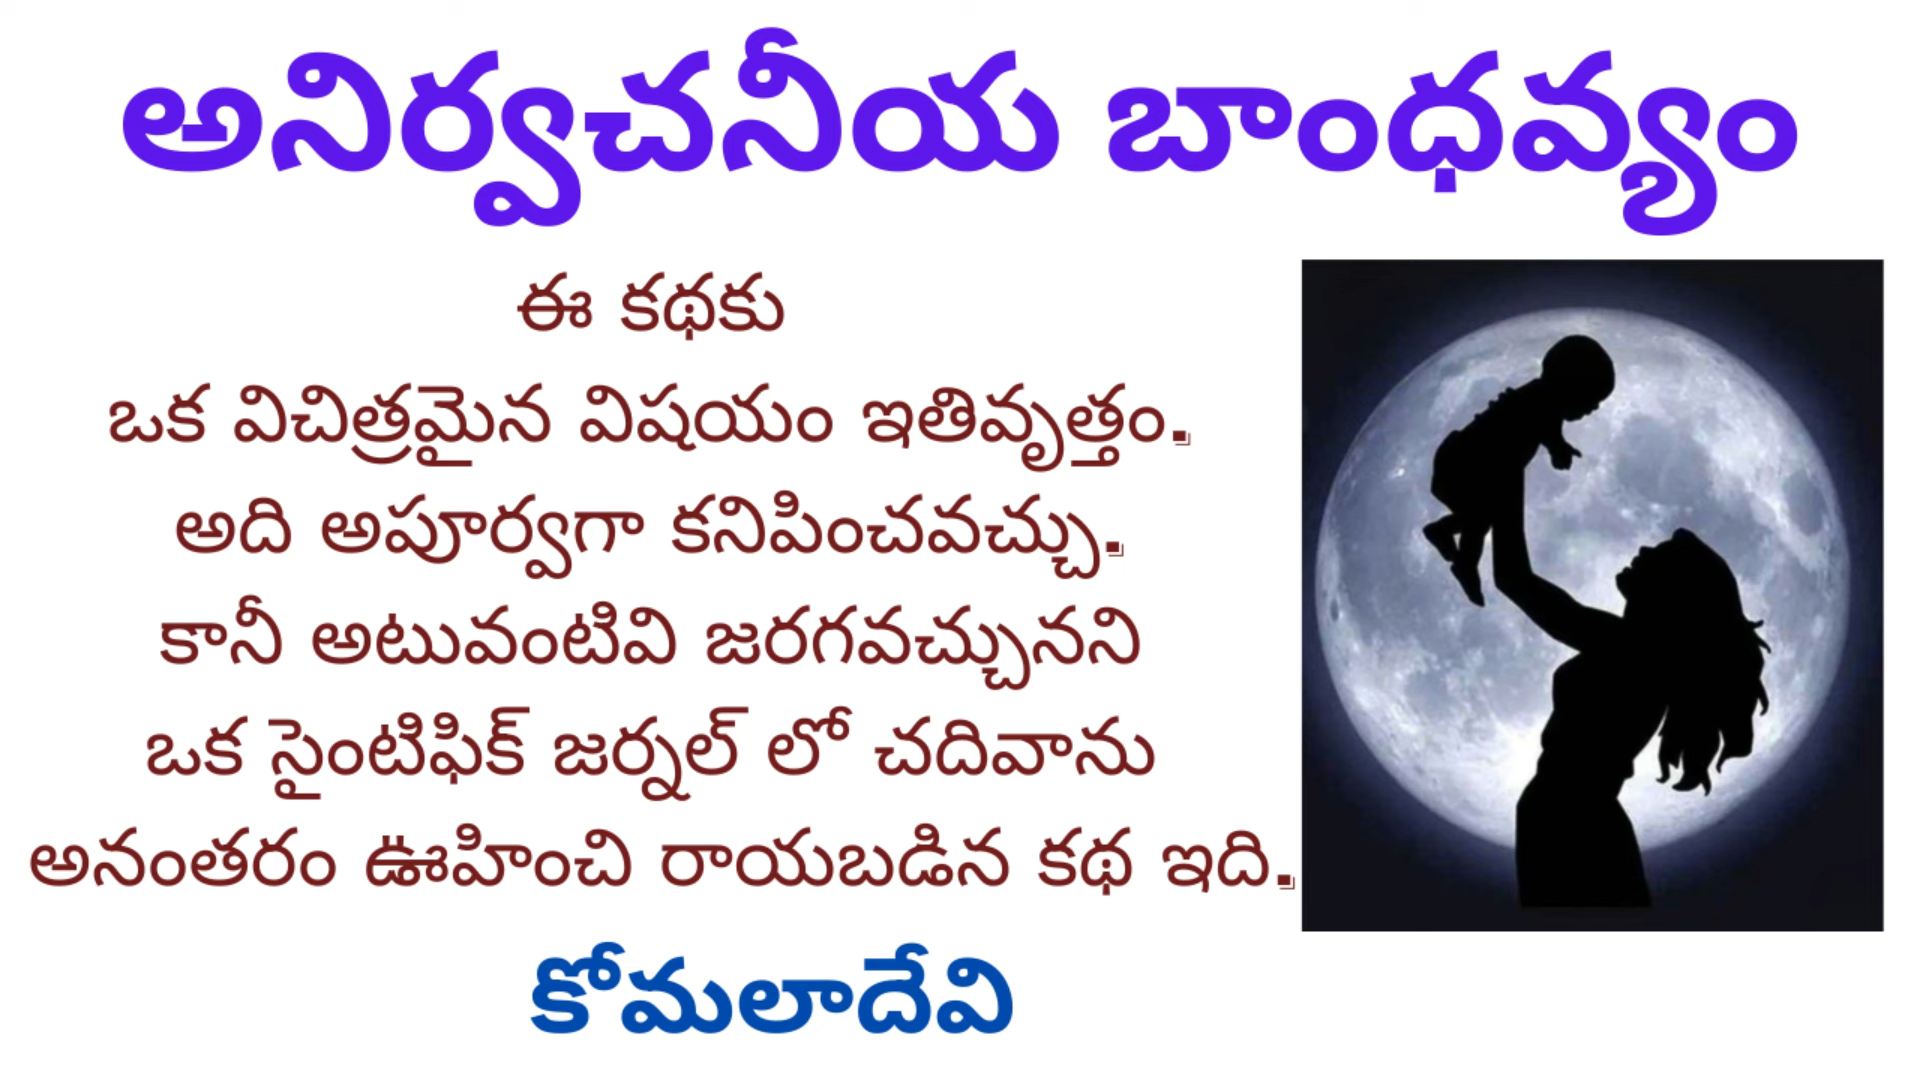 అనిర్వచనీయ బాంధవ్యం
ఈ కథకు
ఒక విచిత్రమైన విషయం ఇతివృత్తం.
అది అపూర్వగా కనిపించవచ్చు.
కానీ అటువంటివి జరగవచ్చునని
ఒక సైంటిఫిక్ జర్నల్ లో చదివాను
అనంతరం ఊహించి రాయబడిన కథ ఇది.
కోమలాదేవి